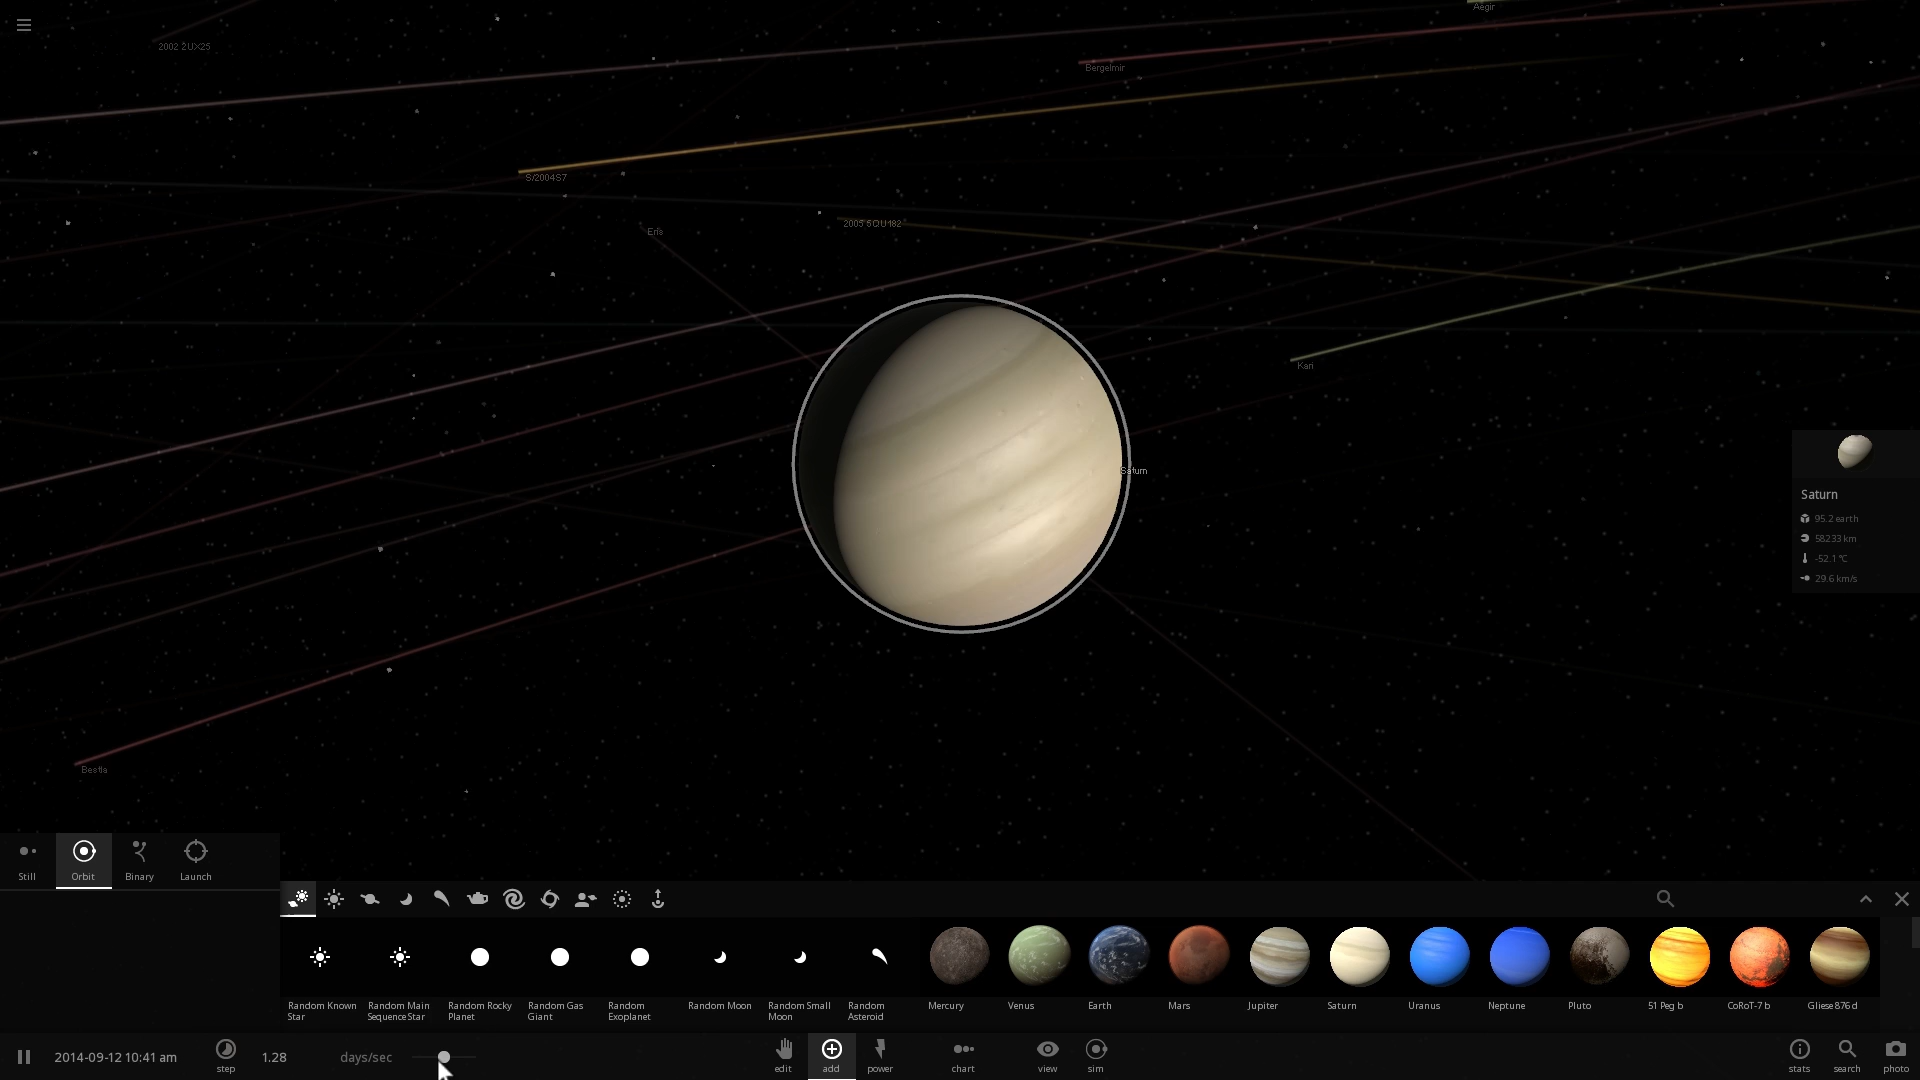 Aegir
2002 ZUX25
Bergelmir
S/2004S7
2005 SQU182
Eris
Kari
Saturn
Saturn
95.2 earth
58233 km
-52.1 °C
29.6 km/s
Bestla
Still
Orbit
Binary
Launch
Random Known Star
Random Main Sequence Star
Random Rocky Planet
Random Gas Giant
Random Exoplanet
Random Moon
Random Small Moon
Random Asteroid
Mercury
Venus
Earth
Mars
Jupiter
Saturn
Uranus
Neptune
Pluto
51 Peg b
CoRoT-7 b
Gliese 876 d
2014-09-12 10:41 am
step
1.28
days/sec
edit
add
power
chart
view
sim
stats
search
photo